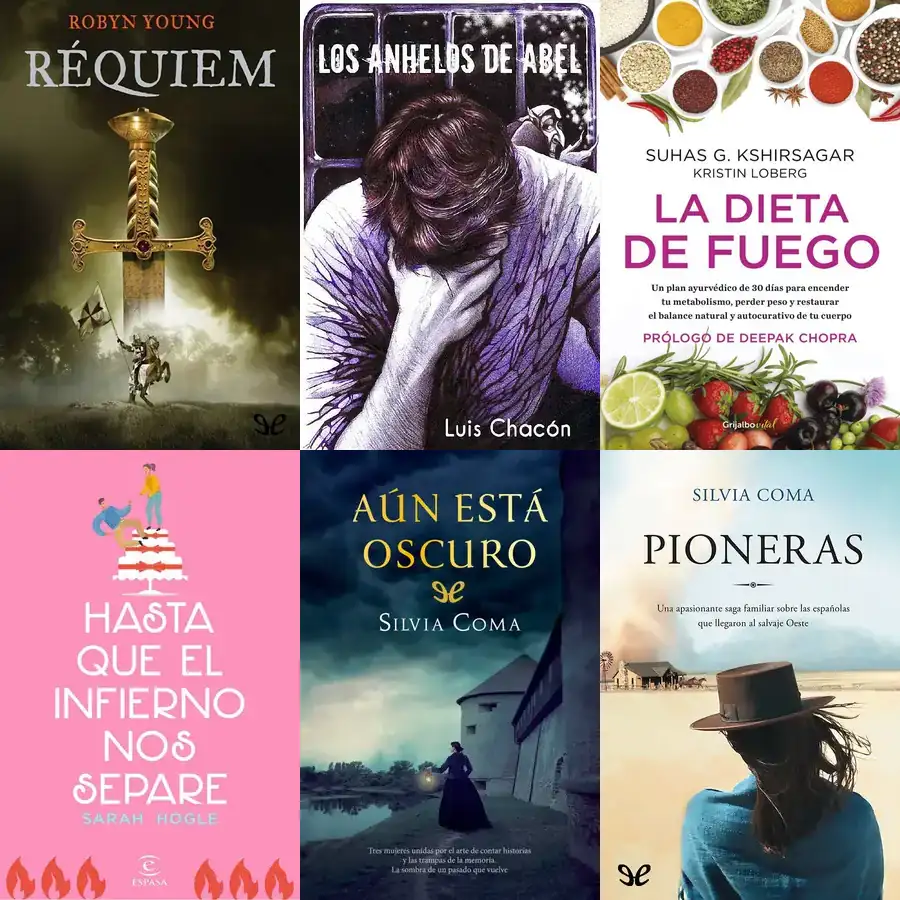 ROBYN YOUNG
RÉQUIEM
LOS ANHELOS DE ABEL
Luis Chacón
SUHAS G. KSHIRSAGAR
KRISTIN LOBERG
LA DIETA
DE FUEGO
Un plan ayurvédico de 30 días para encender
tu metabolismo, perder peso y restaurar
el balance natural y autocurativo de tu cuerpo
PRÓLOGO DE DEEPAK CHOPRA
Grijalbo vital
HASTA
QUE EL
INFIERNO
NOS
SEPARE
SARAH HOGLE
e
ESPASA
AÚN ESTÁ
OSCURO
SILVIA COMA
Tres mujeres unidas por el arte de contar historias
y las trampas de la memoria.
La sombra de un pasado que vuelve
SILVIA COMA
PIONERAS
Una apasionante saga familiar sobre las españolas
que llegaron al salvaje Oeste